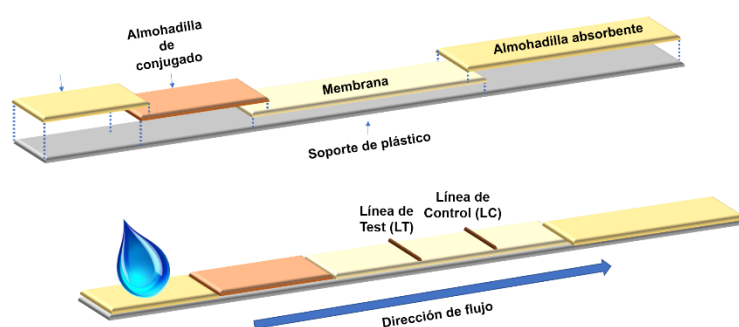 Almohadilla
de
conjugado
Almohadilla absorbente
Membrana
Soporte de plástico
Línea de
Test (LT)
Línea de
Control (LC)
Dirección de flujo